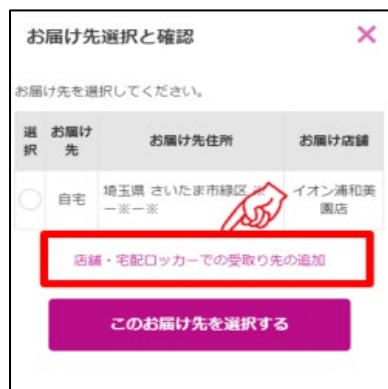 お届け先選択と確認
×
お届け先を選択してください。
選択 お届け先 お届け先住所 お届け店舗
自宅 埼玉県 さいたま市緑区 ※ー※ー※ イオン浦和美園店
店舗・宅配ロッカーでの受取り先の追加
このお届け先を選択する